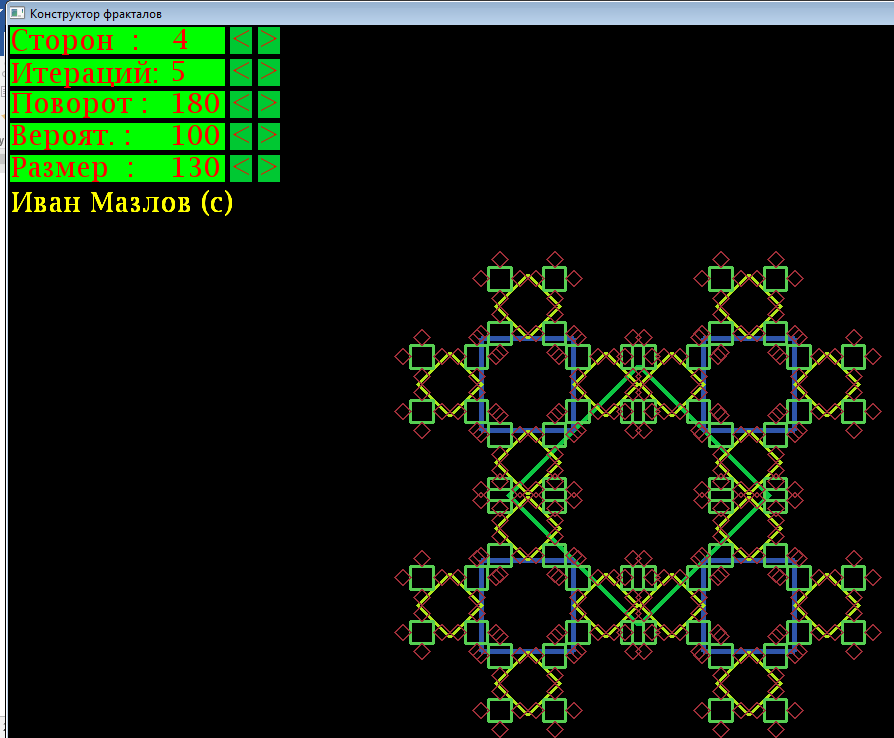 Конструктор фракталов
Сторон : 4 < >
Итераций: 5 < >
Поворот : 180 < >
Вероят. : 100 < >
Размер : 130 < >
Иван Мазлов (с)